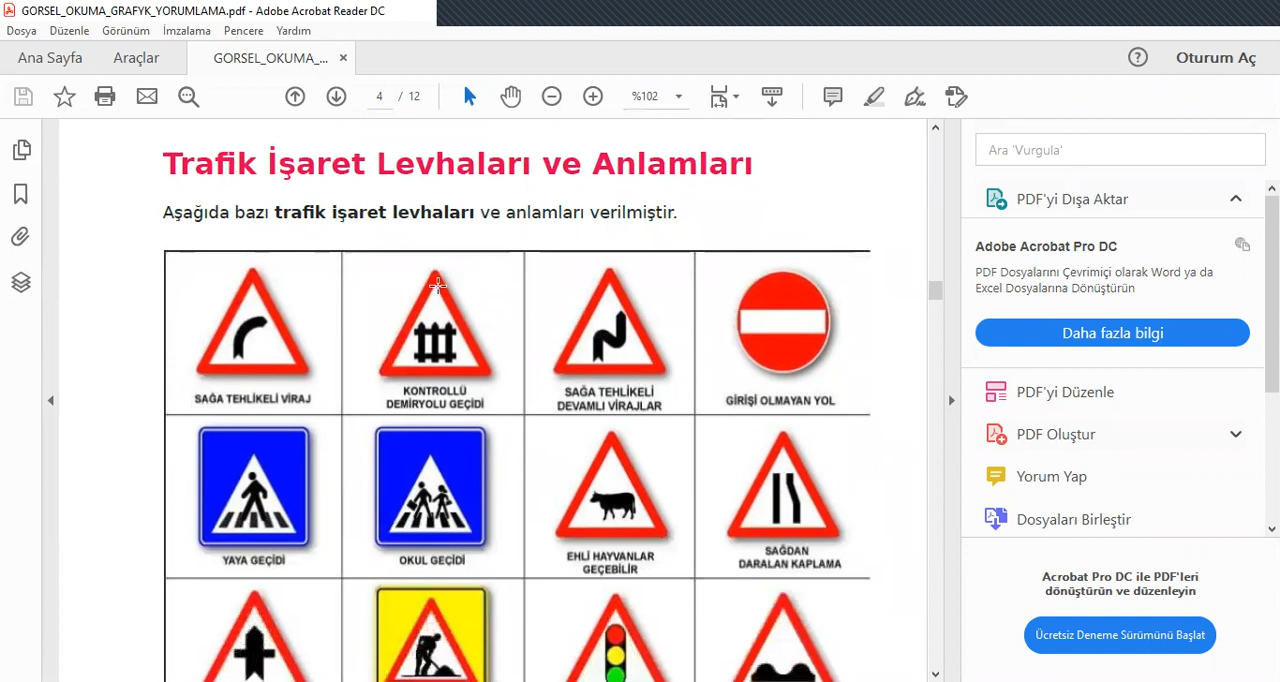 GORSEL_OKUMA_GRAFYK_YORUMLAMA.pdf - Adobe Acrobat Reader DC
Dosya Düzenle Görünüm İmzalama Pencere Yardım
Ana Sayfa Araçlar GORSEL_OKUMA_... × Oturum Aç
4 / 12 %102
Trafik İşaret Levhaları ve Anlamları
Aşağıda bazı trafik işaret levhaları ve anlamları verilmiştir.
SAĞA TEHLİKELİ VİRAJ
KONTROLLÜ
DEMİRYOLU GEÇİDİ
SAĞA TEHLİKELİ
DEVAMLI VİRAJLAR
GİRİŞİ OLMAYAN YOL
YAYA GEÇİDİ
OKUL GEÇİDİ
EHLİ HAYVANLAR
GEÇEBİLİR
SAĞDAN
DARALAN KAPLAMA
Ara 'Vurgula'
PDF'yi Dışa Aktar
Adobe Acrobat Pro DC
PDF Dosyalarını Çevrimiçi olarak Word ya da
Excel Dosyalarına Dönüştürün
Daha fazla bilgi
PDF'yi Düzenle
PDF Oluştur
Yorum Yap
Dosyaları Birleştir
Acrobat Pro DC ile PDF'leri
dönüştürün ve düzenleyin
Ücretsiz Deneme Sürümünü Başlat